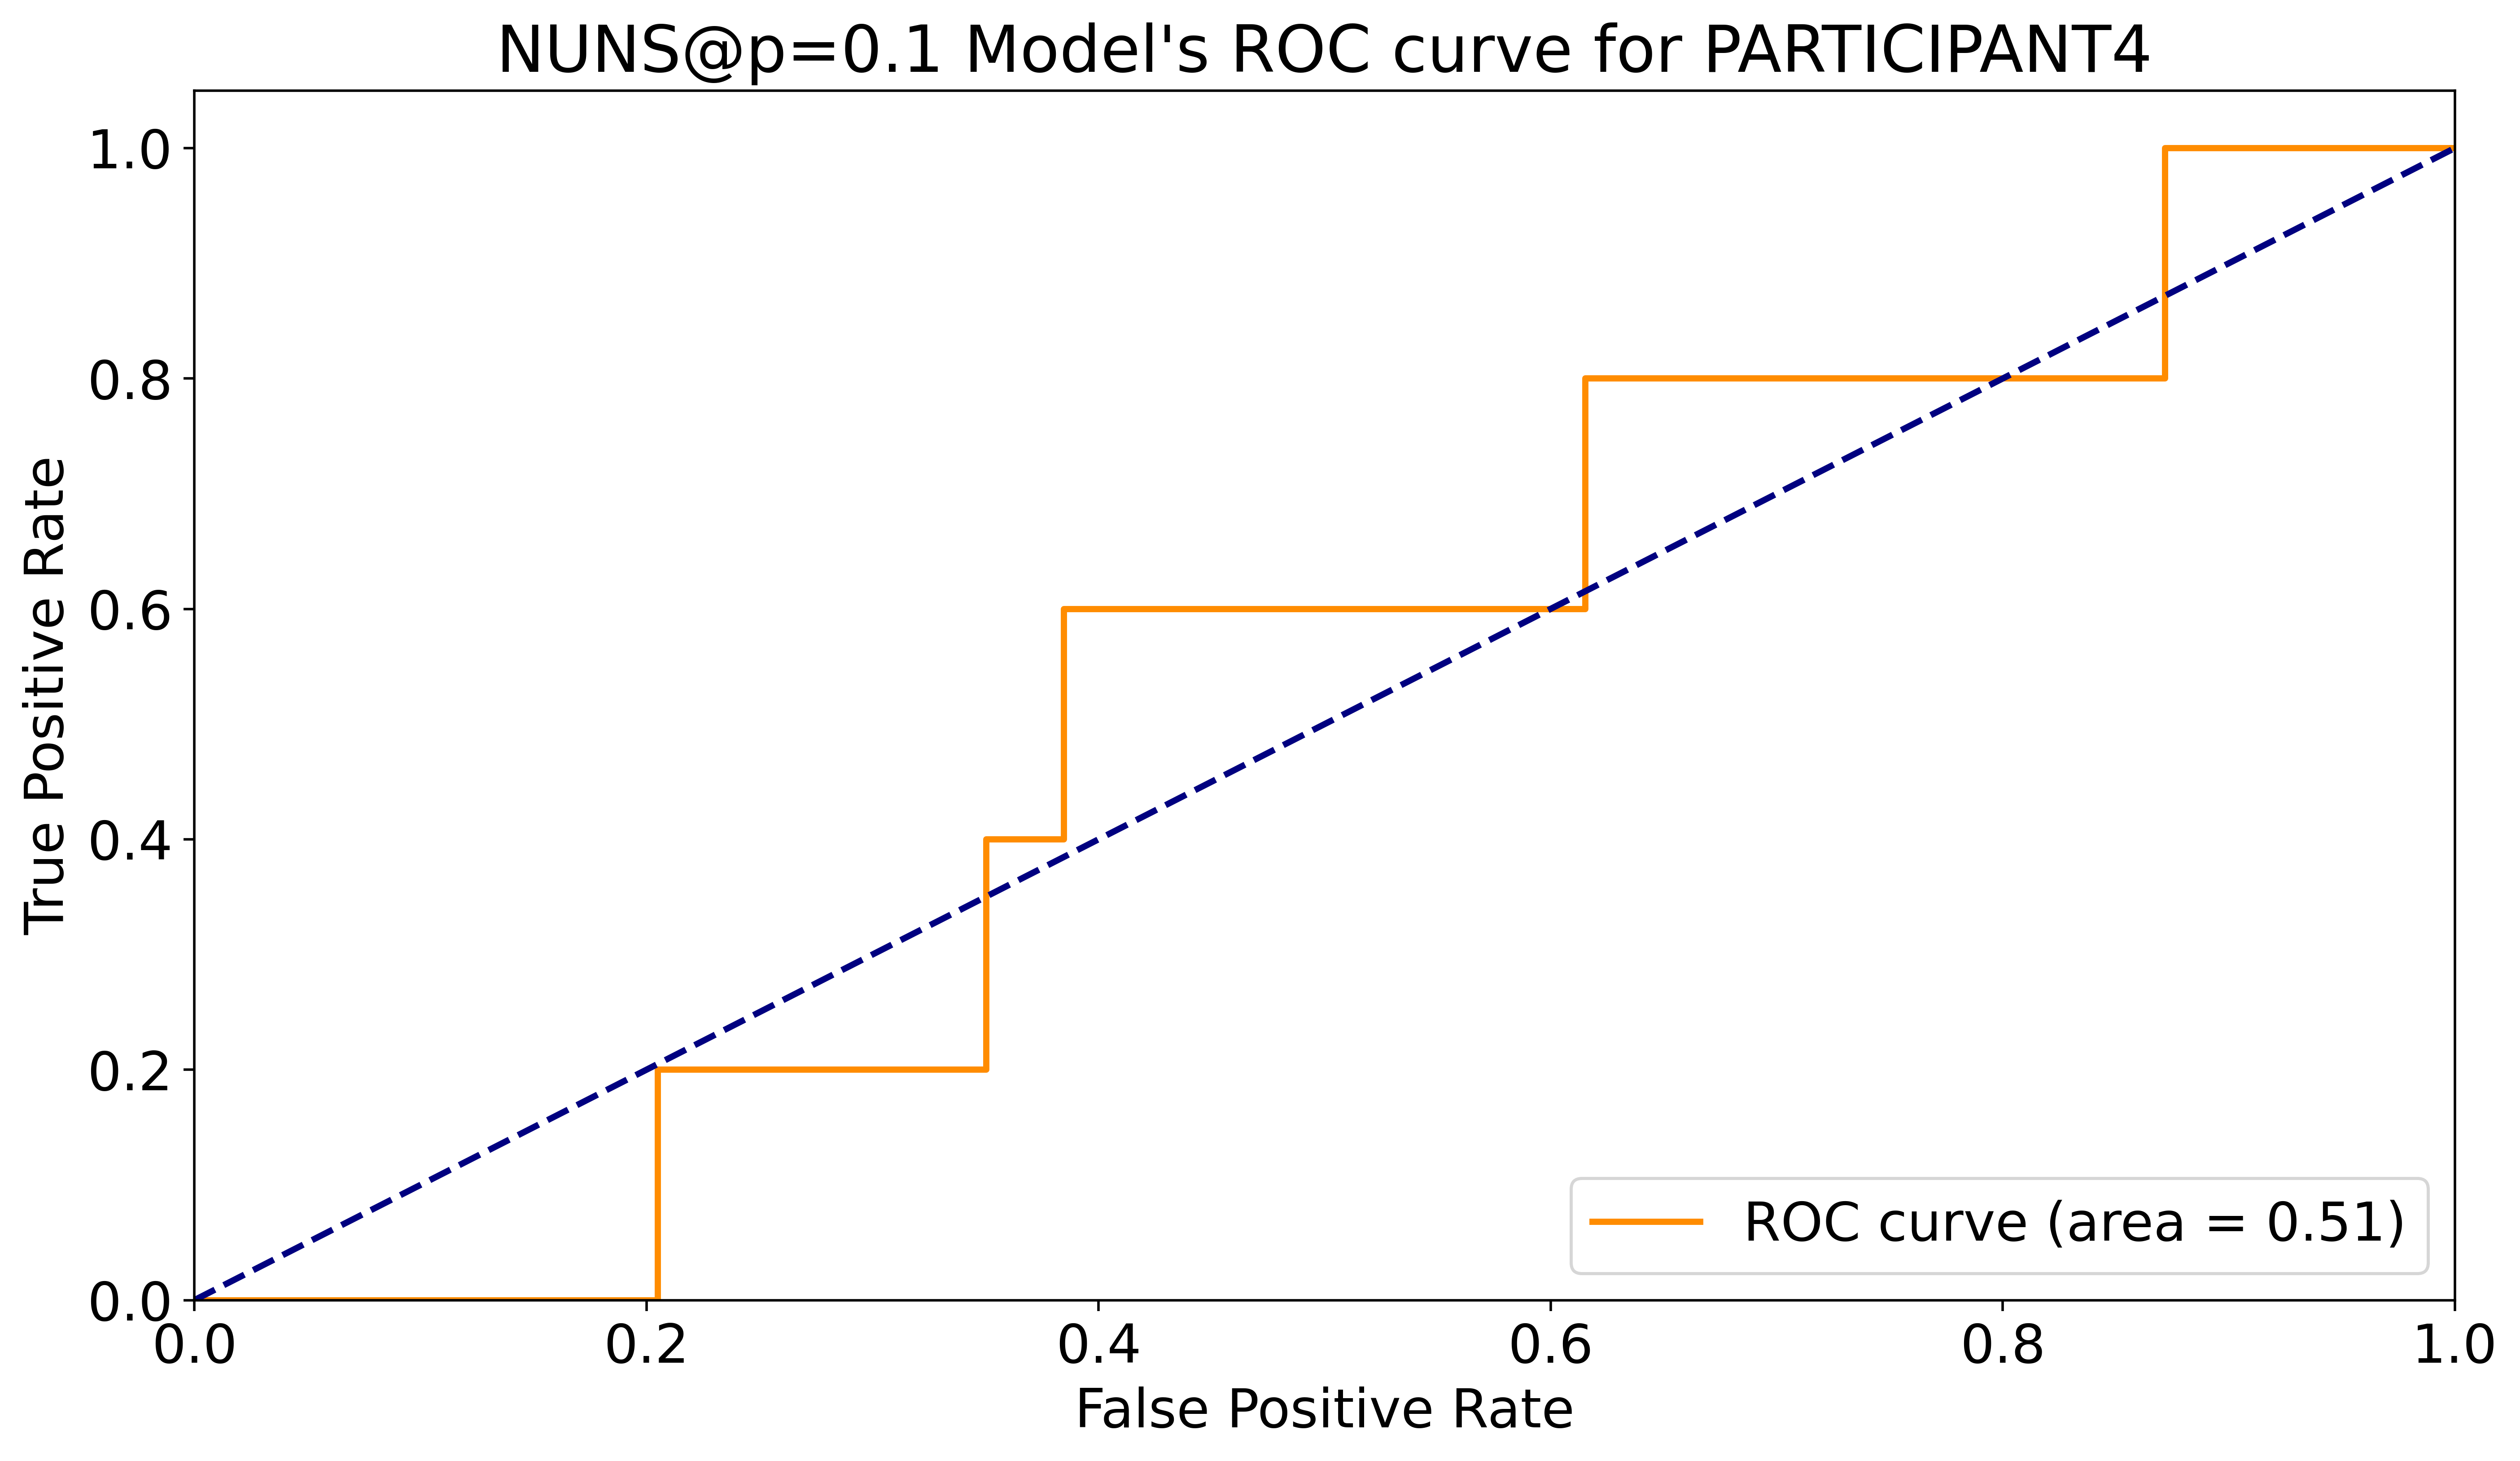 NUNS@p=0.1 Model's ROC curve for PARTICIPANT4
1.0
0.8
0.6
0.4
0.2
0.0
True Positive Rate
ROC curve (area = 0.51)
0.0 0.2 0.4 0.6 0.8 1.0
False Positive Rate